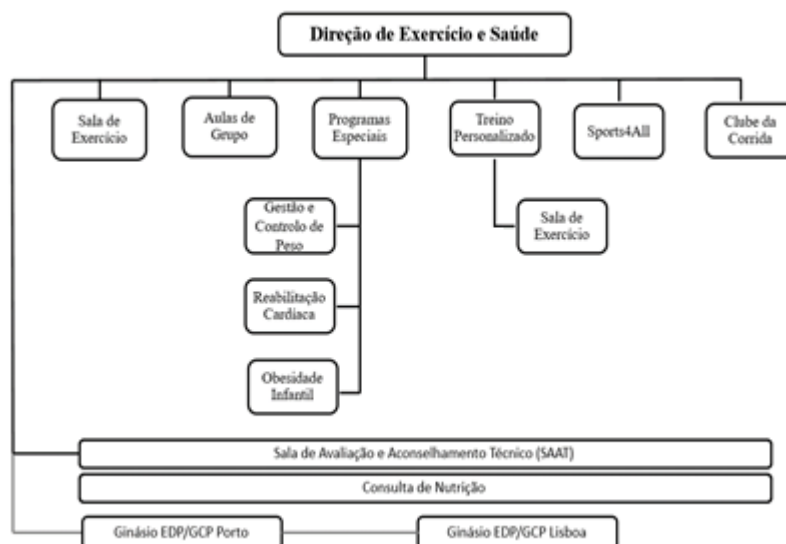 Direção de Exercício e Saúde
Sala de
Exercício
Aulas de
Grupo
Programas
Especiais
Treino
Personalizado
Sports4All
Clube da
Corrida
Gestão e
Controlo de
Peso
Sala de
Exercício
Reabilitação
Cardíaca
Obesidade
Infantil
Sala de Avaliação e Aconselhamento Técnico (SAAT)
Consulta de Nutrição
Ginásio EDP/GCP Porto
Ginásio EDP/GCP Lisboa